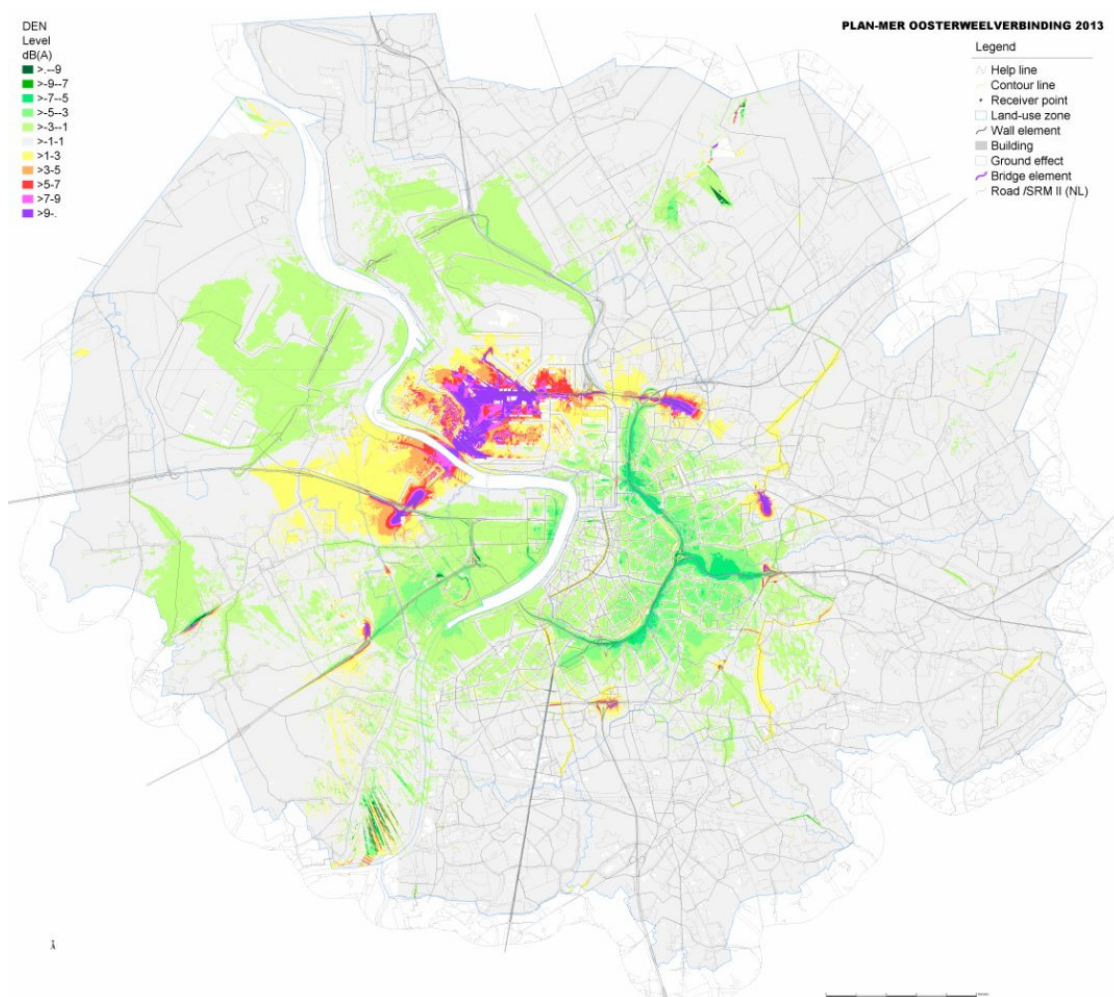 DEN
Level
dB(A)
>.--9
>-9--7
>-7--5
>-5--3
>-3--1
>-1-1
>1-3
>3-5
>5-7
>7-9
>9-.
PLAN-MER OOSTERWEELVERBINDING 2013
Legend
Help line
Contour line
Receiver point
Land-use zone
Wall element
Building
Ground effect
Bridge element
Road /SRM II (NL)